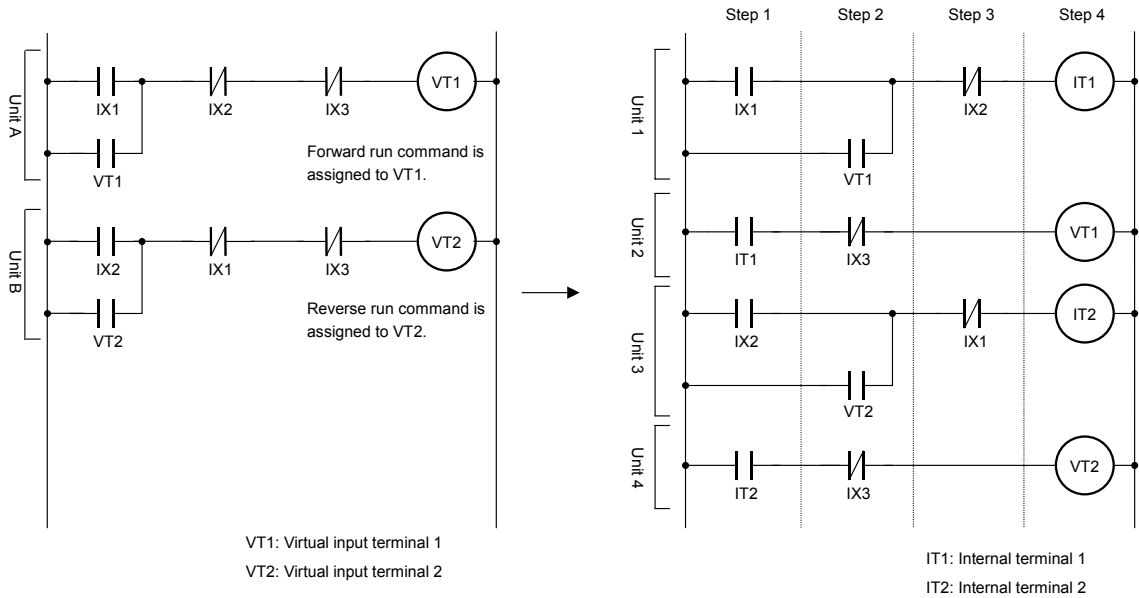 Unit A
IX1
IX2
IX3
VT1
VT1
Forward run command is
assigned to VT1.
Unit B
IX2
IX1
IX3
VT2
VT2
Reverse run command is
assigned to VT2.
VT1: Virtual input terminal 1
VT2: Virtual input terminal 2
Step 1
Step 2
Step 3
Step 4
Unit 1
IX1
IX2
IT1
VT1
Unit 2
IT1
IX3
VT1
Unit 3
IX2
IX1
IT2
VT2
Unit 4
IT2
IX3
VT2
IT1: Internal terminal 1
IT2: Internal terminal 2